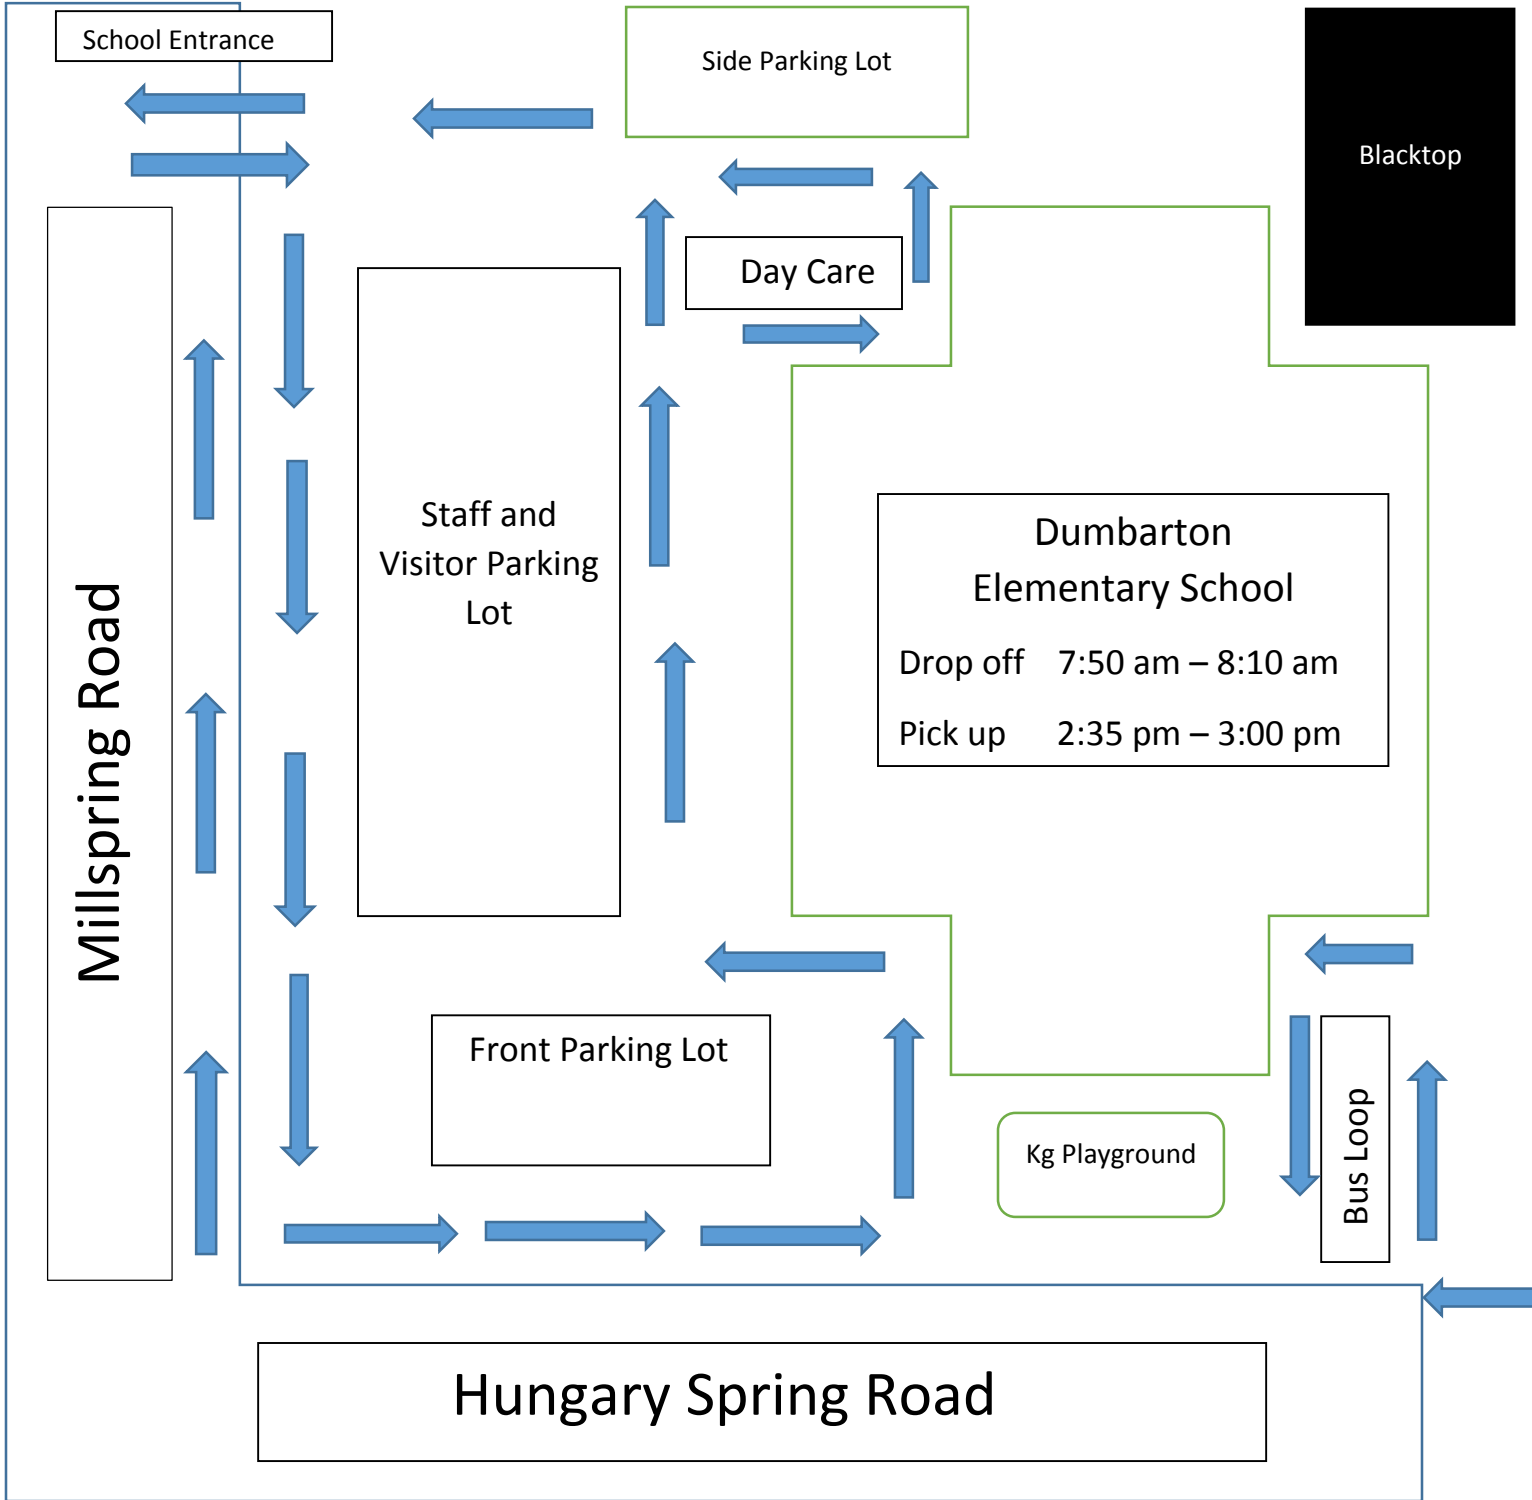 School Entrance
Side Parking Lot
Blacktop
Day Care
Millspring Road
Staff and
Visitor Parking
Lot
Dumbarton
Elementary School
Drop off 7:50 am – 8:10 am
Pick up 2:35 pm – 3:00 pm
Front Parking Lot
Kg Playground
Bus Loop
Hungary Spring Road